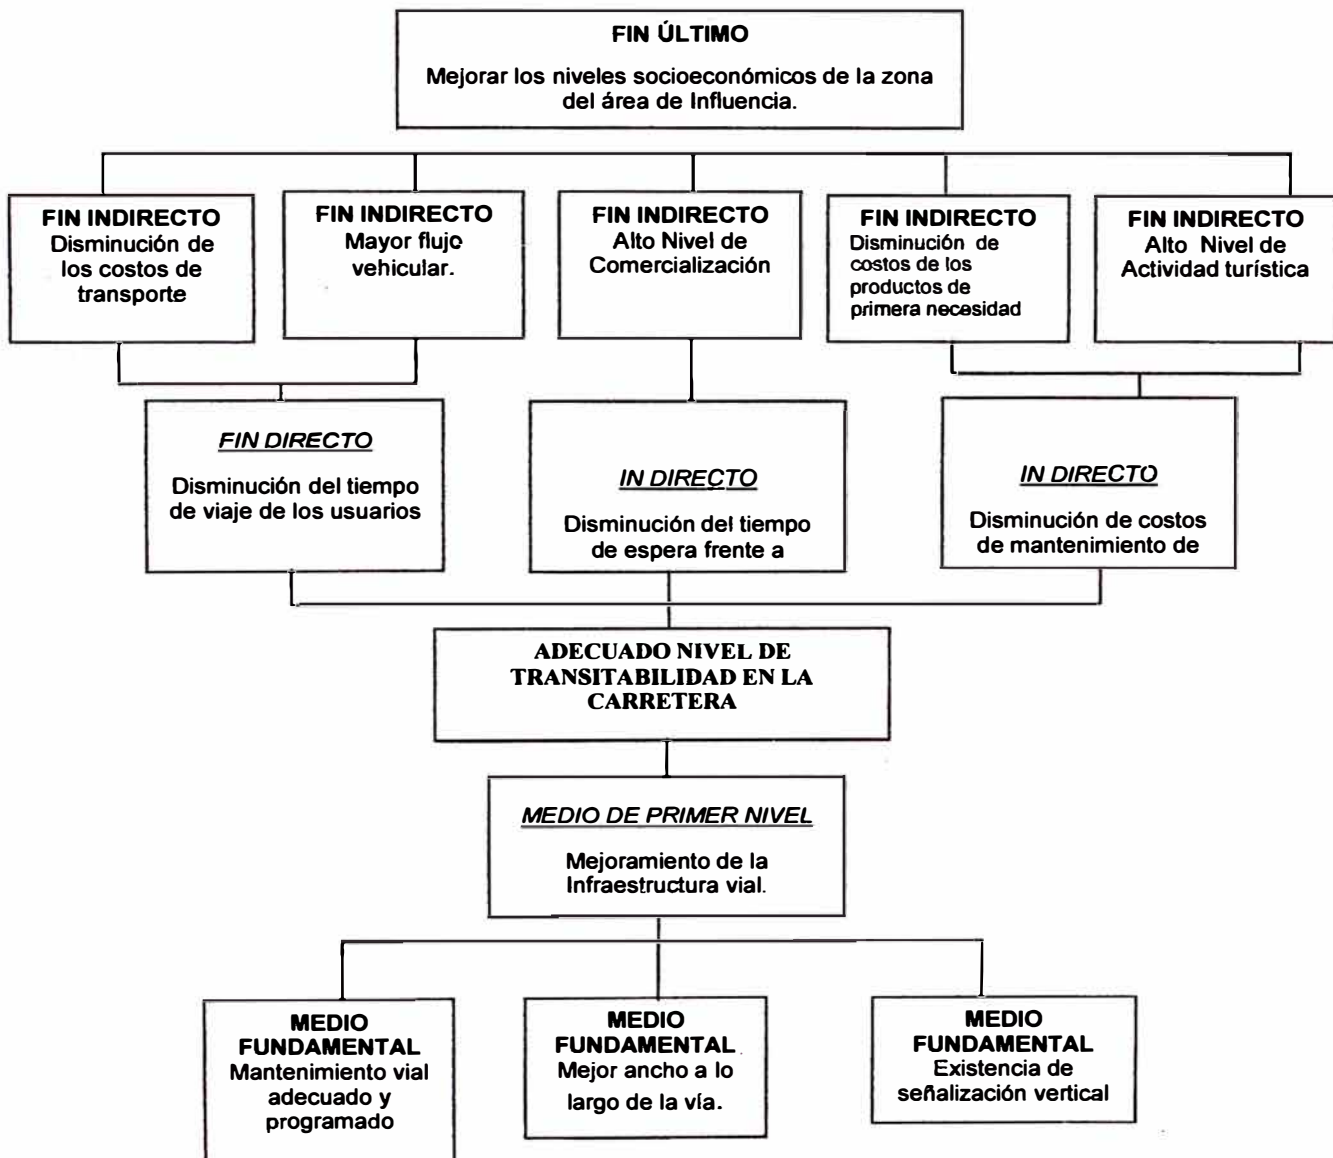 FIN ÚLTIMO
Mejorar los niveles socioeconómicos de la zona
del área de Influencia.
FIN INDIRECTO
Disminución de
los costos de
transporte
FIN INDIRECTO
Mayor flujo
vehicular.
FIN INDIRECTO
Alto Nivel de
Comercialización
FIN INDIRECTO
Disminución de
costos de los
productos de
primera necesidad
FIN INDIRECTO
Alto Nivel de
Actividad turística
FIN DIRECTO
Disminución del tiempo
de viaje de los usuarios
IN DIRECTO
Disminución del tiempo
de espera frente a
IN DIRECTO
Disminución de costos
de mantenimiento de
ADECUADO NIVEL DE
TRANSITABILIDAD EN LA
CARRETERA
MEDIO DE PRIMER NIVEL
Mejoramiento de la
Infraestructura vial.
MEDIO
FUNDAMENTAL
Mantenimiento vial
adecuado y
programado
MEDIO
FUNDAMENTAL
Mejor ancho a lo
largo de la vía.
MEDIO
FUNDAMENTAL
Existencia de
señalización vertical